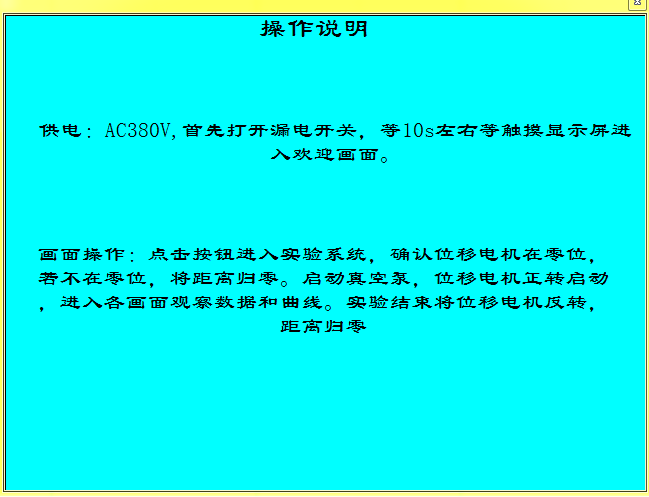 操作说明
供电：AC380V,首先打开漏电开关，等10s左右等触摸显示屏进
入欢迎画面。
画面操作：点击按钮进入实验系统，确认位移电机在零位，
若不在零位，将距离归零。启动真空泵，位移电机正转启动
，进入各画面观察数据和曲线。实验结束将位移电机反转，
距离归零